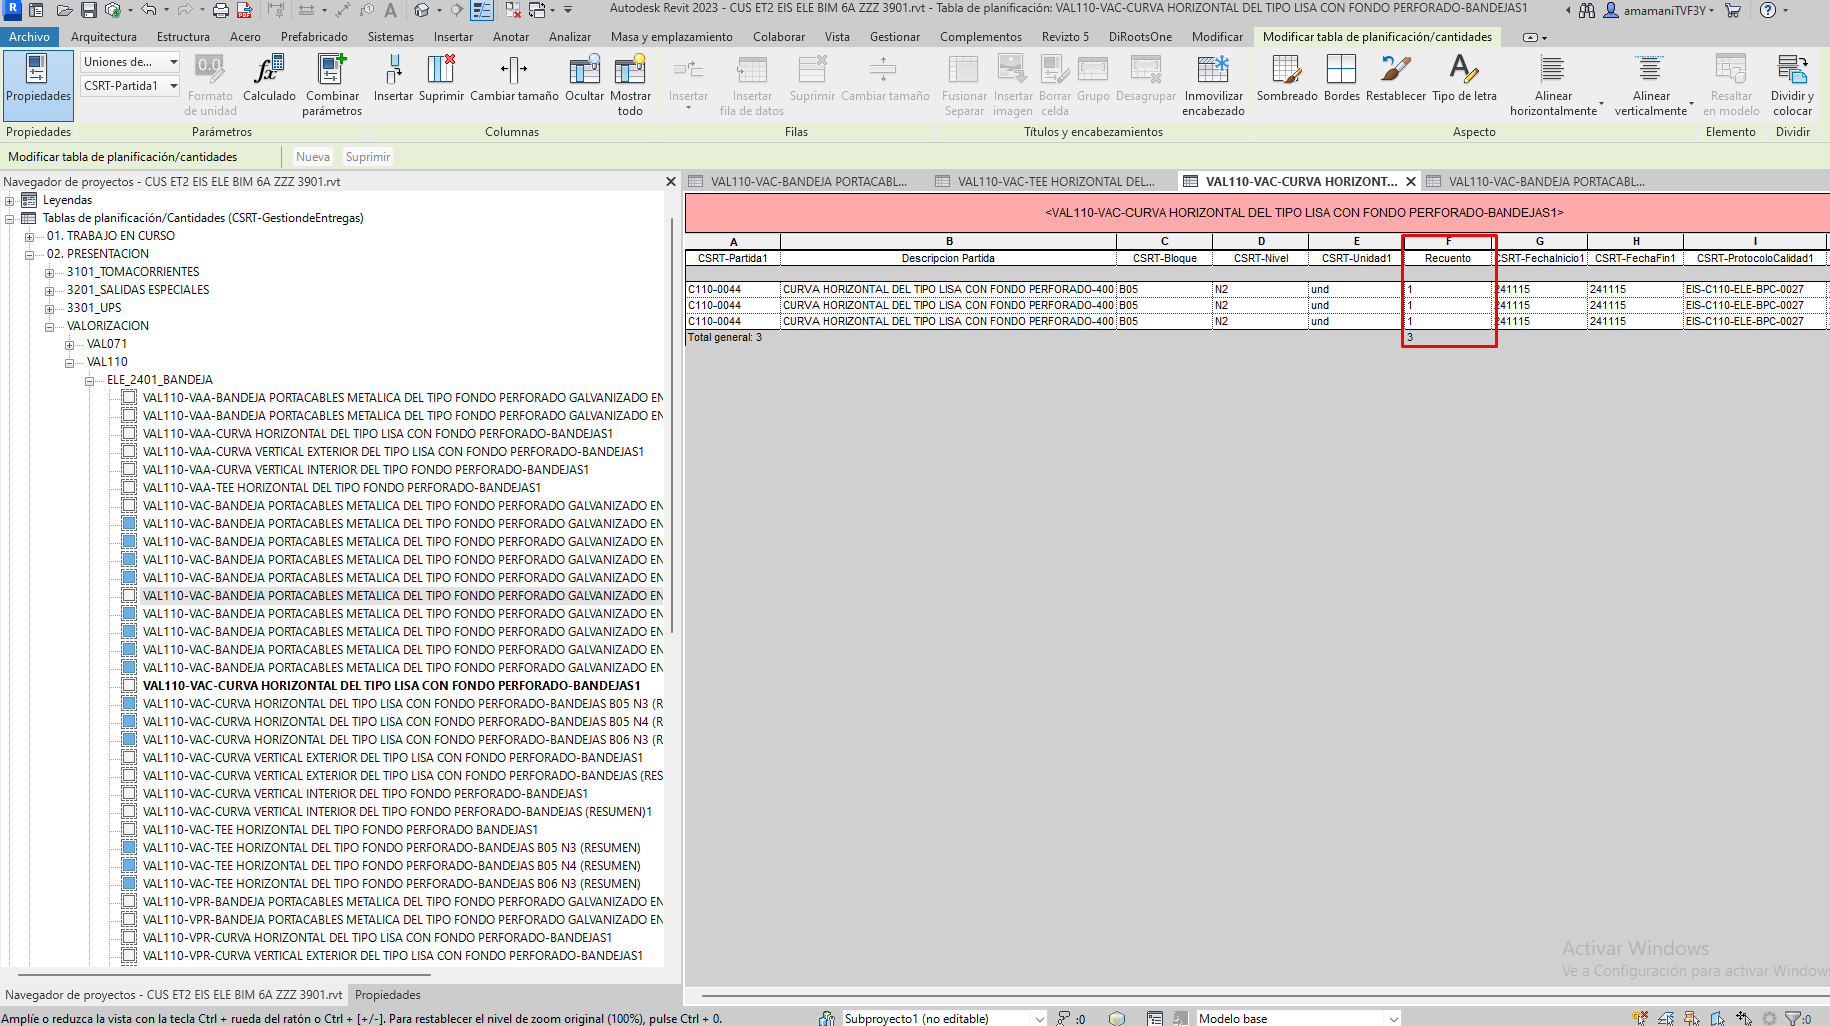 Autodesk Revit 2023 - CUS ET2 EIS ELE BIM 6A ZZZ 3901.rvt - Tabla de planificación: VAL110-VAC-CURVA HORIZONTAL DEL TIPO LISA CON FONDO PERFORADO-BANDEJAS1
amamaniTVF3Y
Archivo Arquitectura Estructura Acero Prefabricado Sistemas Insertar Anotar Analizar Masa y emplazamiento Colaborar Vista Gestionar Complementos Revizto 5 DiRootsOne Modificar Modificar tabla de planificación/cantidades
Uniones de...
CSRT-Partida1
Propiedades Formato de unidad Calculado Combinar parámetros Insertar Suprimir Cambiar tamaño Ocultar Mostrar todo Insertar Insertar fila de datos Suprimir Cambiar tamaño Fusionar Separar Insertar imagen Borrar celda Grupo Desagrupar Inmovilizar encabezado Sombreado Bordes Restablecer Tipo de letra Alinear horizontalmente Alinear verticalmente Resaltar en modelo Dividir y colocar
Propiedades Parámetros Columnas Filas Títulos y encabezamientos Aspecto Elemento Dividir
Modificar tabla de planificación/cantidades Nueva Suprimir
Navegador de proyectos - CUS ET2 EIS ELE BIM 6A ZZZ 3901.rvt
Leyendas
Tablas de planificación/Cantidades (CSRT-GestiondeEntregas)
01. TRABAJO EN CURSO
02. PRESENTACION
3101_TOMACORRIENTES
3201_SALIDAS ESPECIALES
3301_UPS
VALORIZACION
VAL071
VAL110
ELE_2401_BANDEJA
VAL110-VAA-BANDEJA PORTACABLES METALICA DEL TIPO FONDO PERFORADO GALVANIZADO EN
VAL110-VAA-BANDEJA PORTACABLES METALICA DEL TIPO FONDO PERFORADO GALVANIZADO EN
VAL110-VAA-CURVA HORIZONTAL DEL TIPO LISA CON FONDO PERFORADO-BANDEJAS1
VAL110-VAA-CURVA VERTICAL EXTERIOR DEL TIPO LISA CON FONDO PERFORADO-BANDEJAS1
VAL110-VAA-CURVA VERTICAL INTERIOR DEL TIPO FONDO PERFORADO-BANDEJAS1
VAL110-VAA-TEE HORIZONTAL DEL TIPO FONDO PERFORADO-BANDEJAS1
VAL110-VAC-BANDEJA PORTACABLES METALICA DEL TIPO FONDO PERFORADO GALVANIZADO EN
VAL110-VAC-BANDEJA PORTACABLES METALICA DEL TIPO FONDO PERFORADO GALVANIZADO EN
VAL110-VAC-BANDEJA PORTACABLES METALICA DEL TIPO FONDO PERFORADO GALVANIZADO EN
VAL110-VAC-BANDEJA PORTACABLES METALICA DEL TIPO FONDO PERFORADO GALVANIZADO EN
VAL110-VAC-BANDEJA PORTACABLES METALICA DEL TIPO FONDO PERFORADO GALVANIZADO EN
VAL110-VAC-BANDEJA PORTACABLES METALICA DEL TIPO FONDO PERFORADO GALVANIZADO EN
VAL110-VAC-BANDEJA PORTACABLES METALICA DEL TIPO FONDO PERFORADO GALVANIZADO EN
VAL110-VAC-BANDEJA PORTACABLES METALICA DEL TIPO FONDO PERFORADO GALVANIZADO EN
VAL110-VAC-BANDEJA PORTACABLES METALICA DEL TIPO FONDO PERFORADO GALVANIZADO EN
VAL110-VAC-BANDEJA PORTACABLES METALICA DEL TIPO FONDO PERFORADO GALVANIZADO EN
VAL110-VAC-CURVA HORIZONTAL DEL TIPO LISA CON FONDO PERFORADO-BANDEJAS1
VAL110-VAC-CURVA HORIZONTAL DEL TIPO LISA CON FONDO PERFORADO-BANDEJAS B05 N3 (R
VAL110-VAC-CURVA HORIZONTAL DEL TIPO LISA CON FONDO PERFORADO-BANDEJAS B05 N4 (R
VAL110-VAC-CURVA HORIZONTAL DEL TIPO LISA CON FONDO PERFORADO-BANDEJAS B06 N3 (R
VAL110-VAC-CURVA VERTICAL EXTERIOR DEL TIPO LISA CON FONDO PERFORADO-BANDEJAS1
VAL110-VAC-CURVA VERTICAL EXTERIOR DEL TIPO LISA CON FONDO PERFORADO-BANDEJAS (RES
VAL110-VAC-CURVA VERTICAL INTERIOR DEL TIPO FONDO PERFORADO-BANDEJAS1
VAL110-VAC-CURVA VERTICAL INTERIOR DEL TIPO FONDO PERFORADO-BANDEJAS (RESUMEN)1
VAL110-VAC-TEE HORIZONTAL DEL TIPO FONDO PERFORADO BANDEJAS1
VAL110-VAC-TEE HORIZONTAL DEL TIPO FONDO PERFORADO-BANDEJAS B05 N3 (RESUMEN)
VAL110-VAC-TEE HORIZONTAL DEL TIPO FONDO PERFORADO-BANDEJAS B05 N4 (RESUMEN)
VAL110-VAC-TEE HORIZONTAL DEL TIPO FONDO PERFORADO-BANDEJAS B06 N3 (RESUMEN)
VAL110-VPR-BANDEJA PORTACABLES METALICA DEL TIPO FONDO PERFORADO GALVANIZADO EN
VAL110-VPR-BANDEJA PORTACABLES METALICA DEL TIPO FONDO PERFORADO GALVANIZADO EN
VAL110-VPR-CURVA HORIZONTAL DEL TIPO LISA CON FONDO PERFORADO-BANDEJAS1
VAL110-VPR-CURVA VERTICAL EXTERIOR DEL TIPO LISA CON FONDO PERFORADO-BANDEJAS1
Navegador de proyectos - CUS ET2 EIS ELE BIM 6A ZZZ 3901.rvt Propiedades
VAL110-VAC-BANDEJA PORTACABL... VAL110-VAC-TEE HORIZONTAL DEL... VAL110-VAC-CURVA HORIZONT... VAL110-VAC-BANDEJA PORTACABL...
<VAL110-VAC-CURVA HORIZONTAL DEL TIPO LISA CON FONDO PERFORADO-BANDEJAS1>
A B C D E F G H I
CSRT-Partida1 Descripcion Partida CSRT-Bloque CSRT-Nivel CSRT-Unidad1 Recuento CSRT-FechaInicio1 CSRT-FechaFin1 CSRT-ProtocoloCalidad1
C110-0044 CURVA HORIZONTAL DEL TIPO LISA CON FONDO PERFORADO-400 B05 N2 und 1 241115 241115 EIS-C110-ELE-BPC-0027
C110-0044 CURVA HORIZONTAL DEL TIPO LISA CON FONDO PERFORADO-400 B05 N2 und 1 241115 241115 EIS-C110-ELE-BPC-0027
C110-0044 CURVA HORIZONTAL DEL TIPO LISA CON FONDO PERFORADO-400 B05 N2 und 1 241115 241115 EIS-C110-ELE-BPC-0027
Total general: 3 3
Activar Windows
Ve a Configuración para activar Windows
Amplíe o reduzca la vista con la tecla Ctrl + rueda del ratón o Ctrl + [+/-]. Para restablecer el nivel de zoom original (100%), pulse Ctrl + 0.
Subproyecto1 (no editable) :0 Modelo base :0